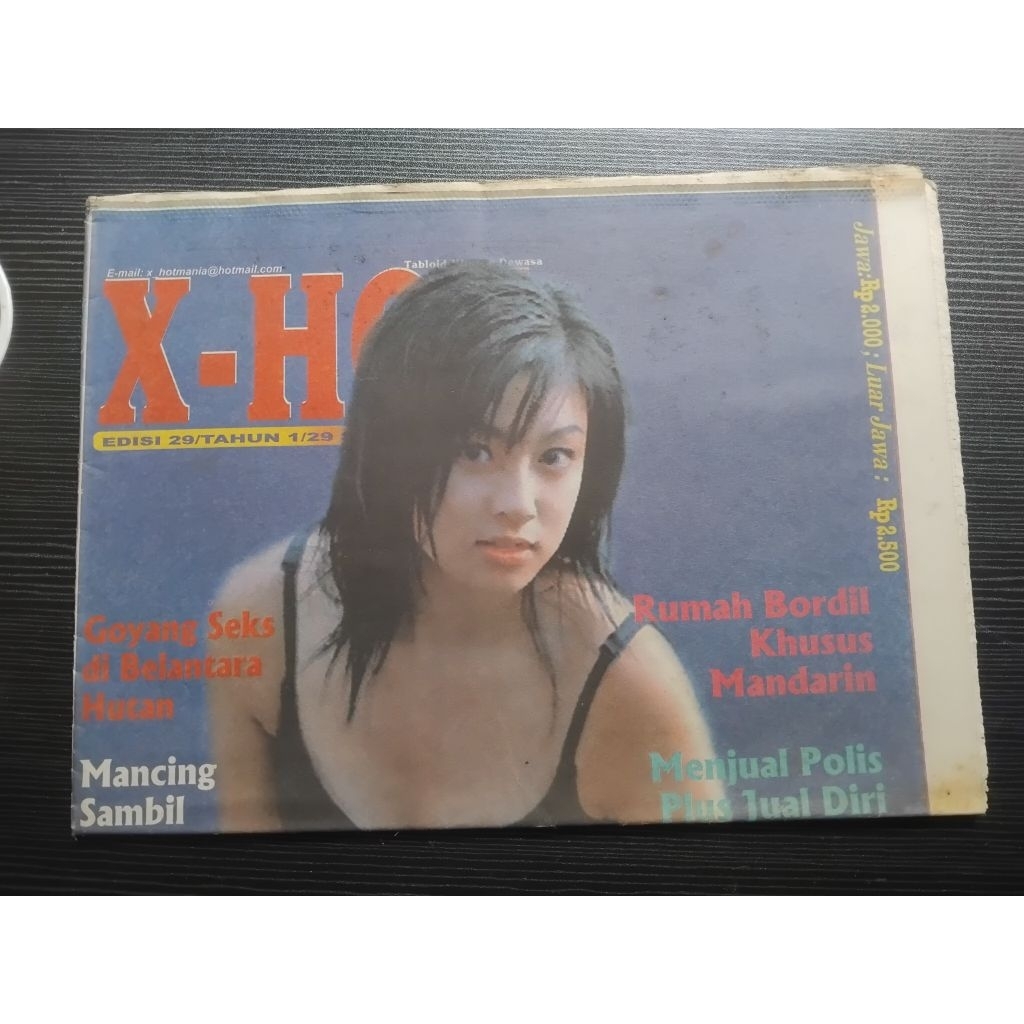 E-mail: x_hotmania@hotmail.com
Tabloid Dewasa
X-HO
EDISI 29/TAHUN 1/29
Jawa:Rp2.000 ; Luar Jawa : Rp2.500
Goyang Seks
di Belantara
Hutan
Mancing
Sambil
Rumah Bordil
Khusus
Mandarin
Menjual Polis
Plus Jual Diri